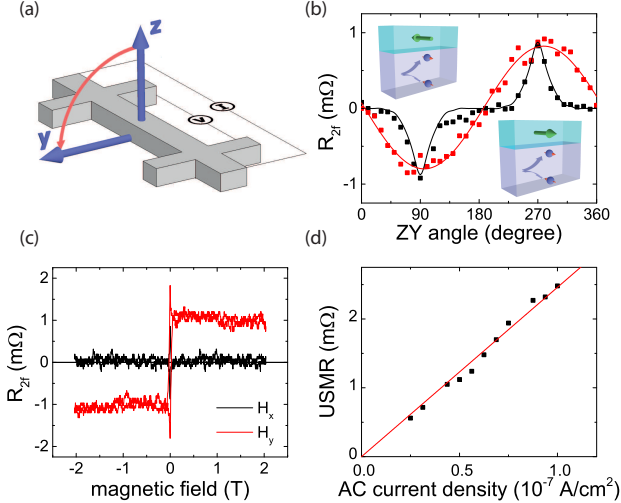 (a)
z
y
V
I
(b)
1
0
-1
R2f (mΩ)
0
90
180
270
360
ZY angle (degree)
(c)
2
1
0
-1
-2
R2f (mΩ)
Hx
Hy
-2
-1
0
1
2
magnetic field (T)
(d)
2
1
0
USMR (mΩ)
0.0
0.5
1.0
AC current density (10-7 A/cm2)